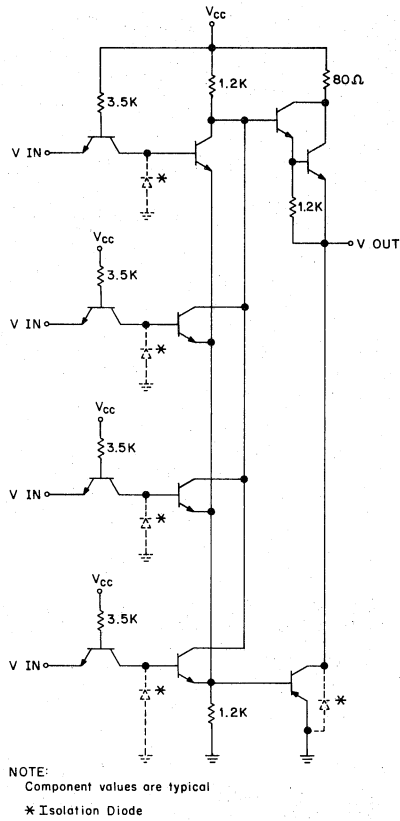 VCC
1.2K
80Ω
3.5K
V IN
*
1.2K
V OUT
VCC
3.5K
V IN
*
VCC
3.5K
V IN
*
VCC
3.5K
V IN
*
*
1.2K
NOTE:
Component values are typical
* Isolation Diode